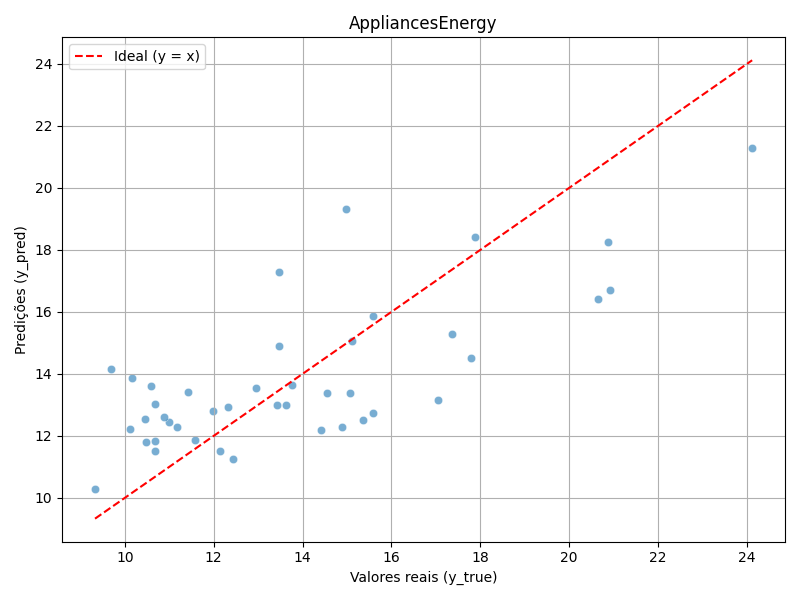 AppliancesEnergy
Ideal (y = x)
Predições (y_pred)
24
22
20
18
16
14
12
10
10 12 14 16 18 20 22 24
Valores reais (y_true)